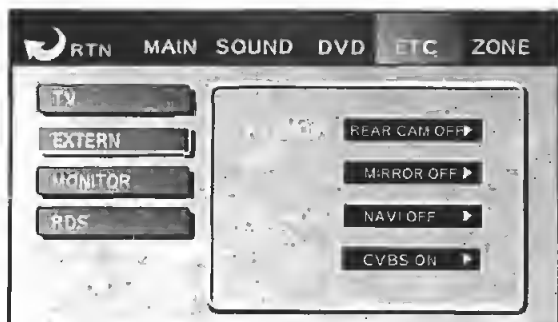 RTN MAIN SOUND DVD ETC ZONE
TV
EXTERN
MONITOR
RDS
REAR CAM OFF
MIRROR OFF
NAVI OFF
CVBS ON